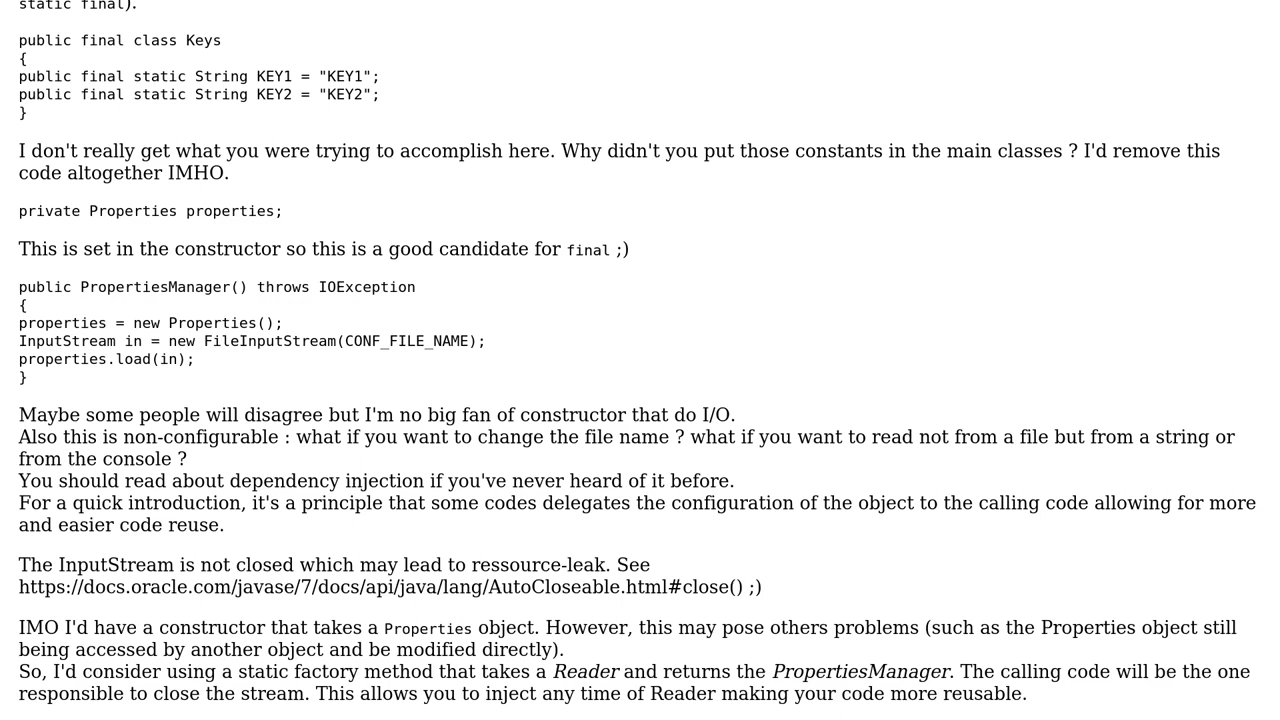 static final).
public final class Keys
{
public final static String KEY1 = "KEY1";
public final static String KEY2 = "KEY2";
}
I don't really get what you were trying to accomplish here. Why didn't you put those constants in the main classes ? I'd remove this
code altogether IMHO.
private Properties properties;
This is set in the constructor so this is a good candidate for final ;)
public PropertiesManager() throws IOException
{
properties = new Properties();
InputStream in = new FileInputStream(CONF_FILE_NAME);
properties.load(in);
}
Maybe some people will disagree but I'm no big fan of constructor that do I/O.
Also this is non-configurable : what if you want to change the file name ? what if you want to read not from a file but from a string or
from the console ?
You should read about dependency injection if you've never heard of it before.
For a quick introduction, it's a principle that some codes delegates the configuration of the object to the calling code allowing for more
and easier code reuse.
The InputStream is not closed which may lead to ressource-leak. See
https://docs.oracle.com/javase/7/docs/api/java/lang/AutoCloseable.html#close() ;)
IMO I'd have a constructor that takes a Properties object. However, this may pose others problems (such as the Properties object still
being accessed by another object and be modified directly).
So, I'd consider using a static factory method that takes a Reader and returns the PropertiesManager. The calling code will be the one
responsible to close the stream. This allows you to inject any time of Reader making your code more reusable.